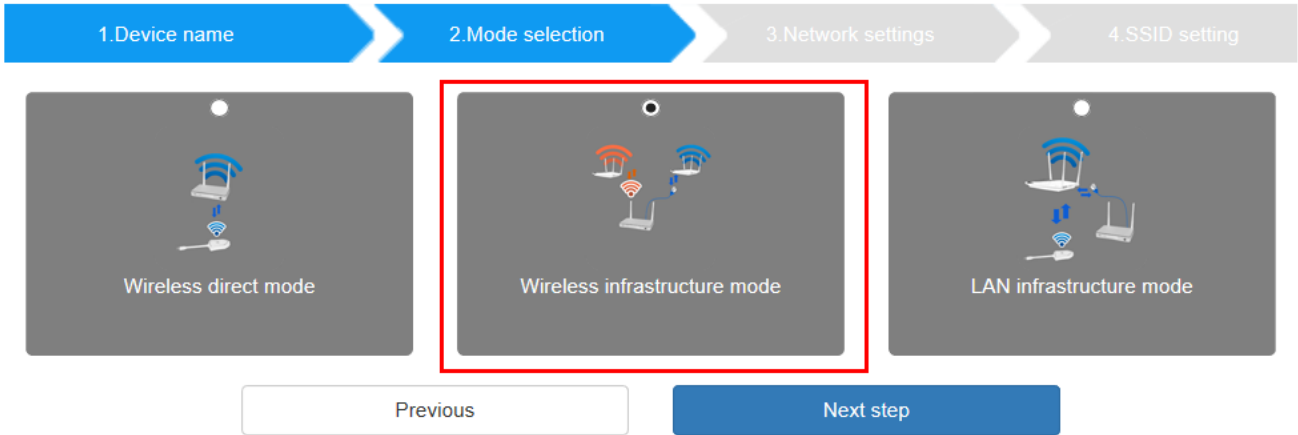 1.Device name
2.Mode selection
3.Network settings
4.SSID setting
Wireless direct mode
Wireless infrastructure mode
LAN infrastructure mode
Previous
Next step